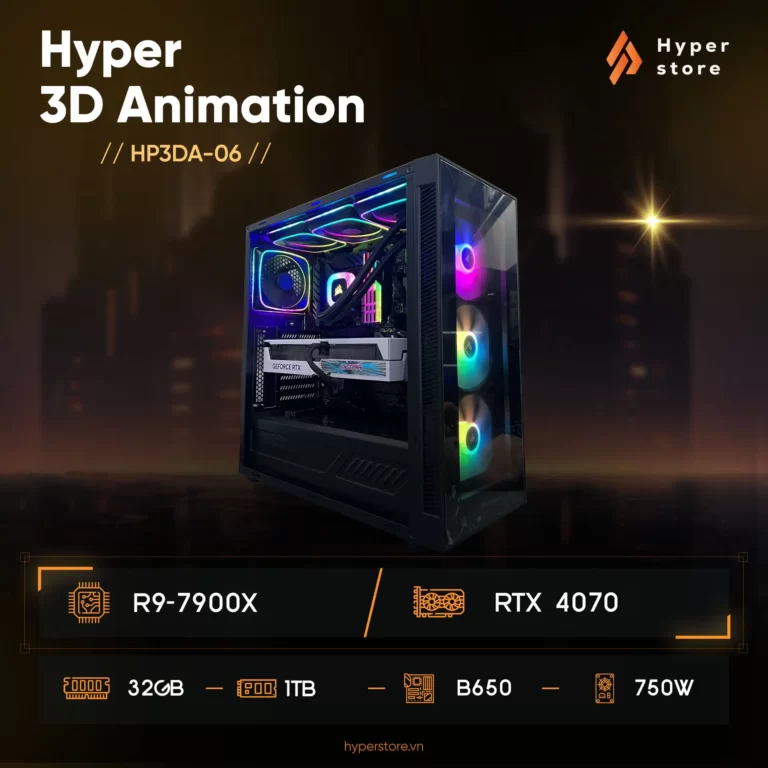 Hyper
3D Animation
// HP3DA-06 //
Hyper
store
GEFORCE RTX
R9-7900X
RTX 4070
32GB
1TB
B650
750W
hyperstore.vn